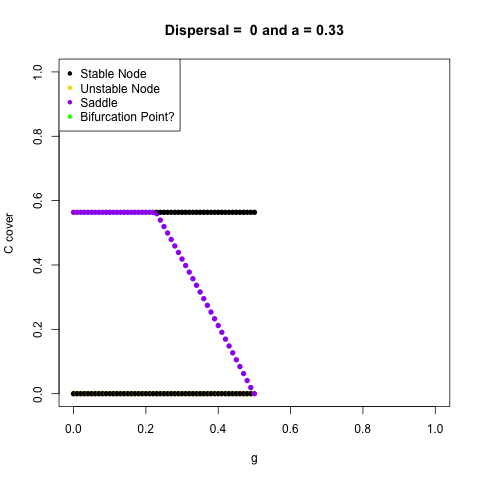 Dispersal =  0 and a = 0.33
Stable Node
Unstable Node
Saddle
Bifurcation Point?
C cover
1.0
0.8
0.6
0.4
0.2
0.0
0.0 0.2 0.4 0.6 0.8 1.0
g